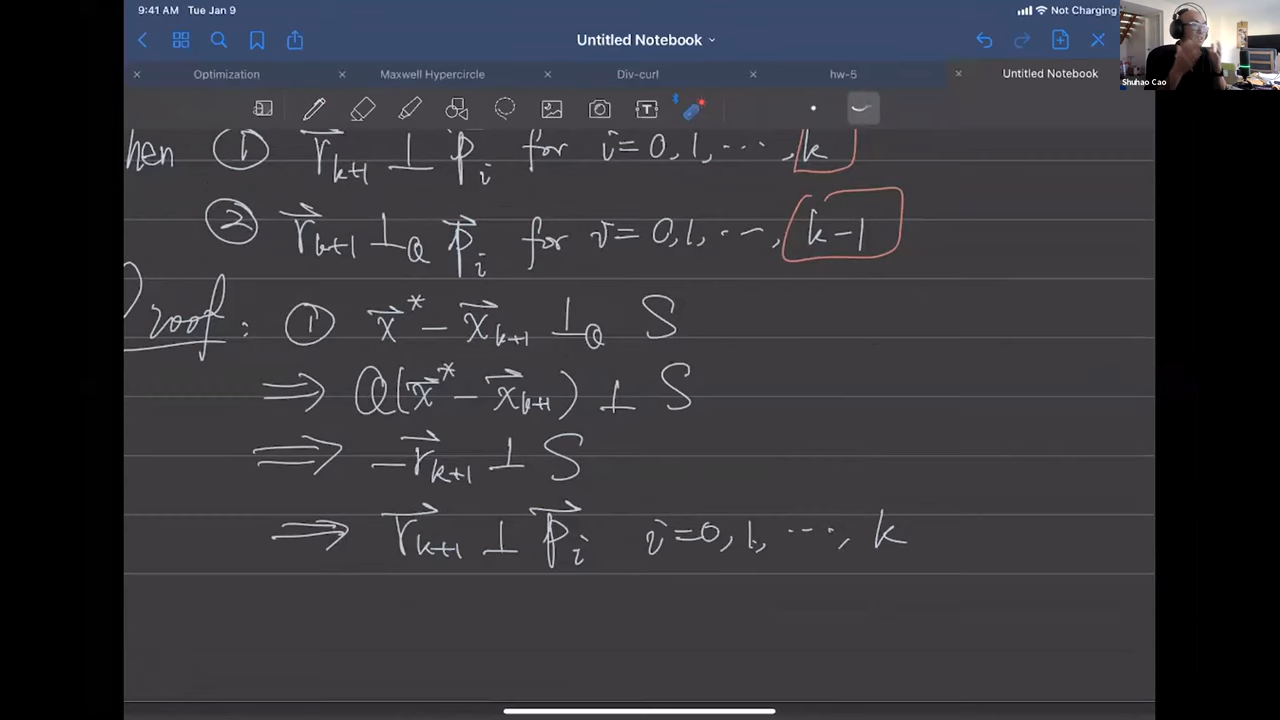 9:41 AM Tue Jan 9
Not Charging
Untitled Notebook
Optimization
Maxwell Hypercircle
Div-curl
hw-5
Untitled Notebook
Shuhao Cao
hen ① r⃗ₖ₊₁ ⊥ p⃗ᵢ for i = 0, 1, ⋯, k
② r⃗ₖ₊₁ ⊥_Q p⃗ᵢ for i = 0, 1, ⋯, k−1
Proof: ① x⃗* − x⃗ₖ₊₁ ⊥_Q S
⟹ Q(x⃗* − x⃗ₖ₊₁) ⊥ S
⟹ −r⃗ₖ₊₁ ⊥ S
⟹ r⃗ₖ₊₁ ⊥ p⃗ᵢ i = 0, 1, ⋯, k